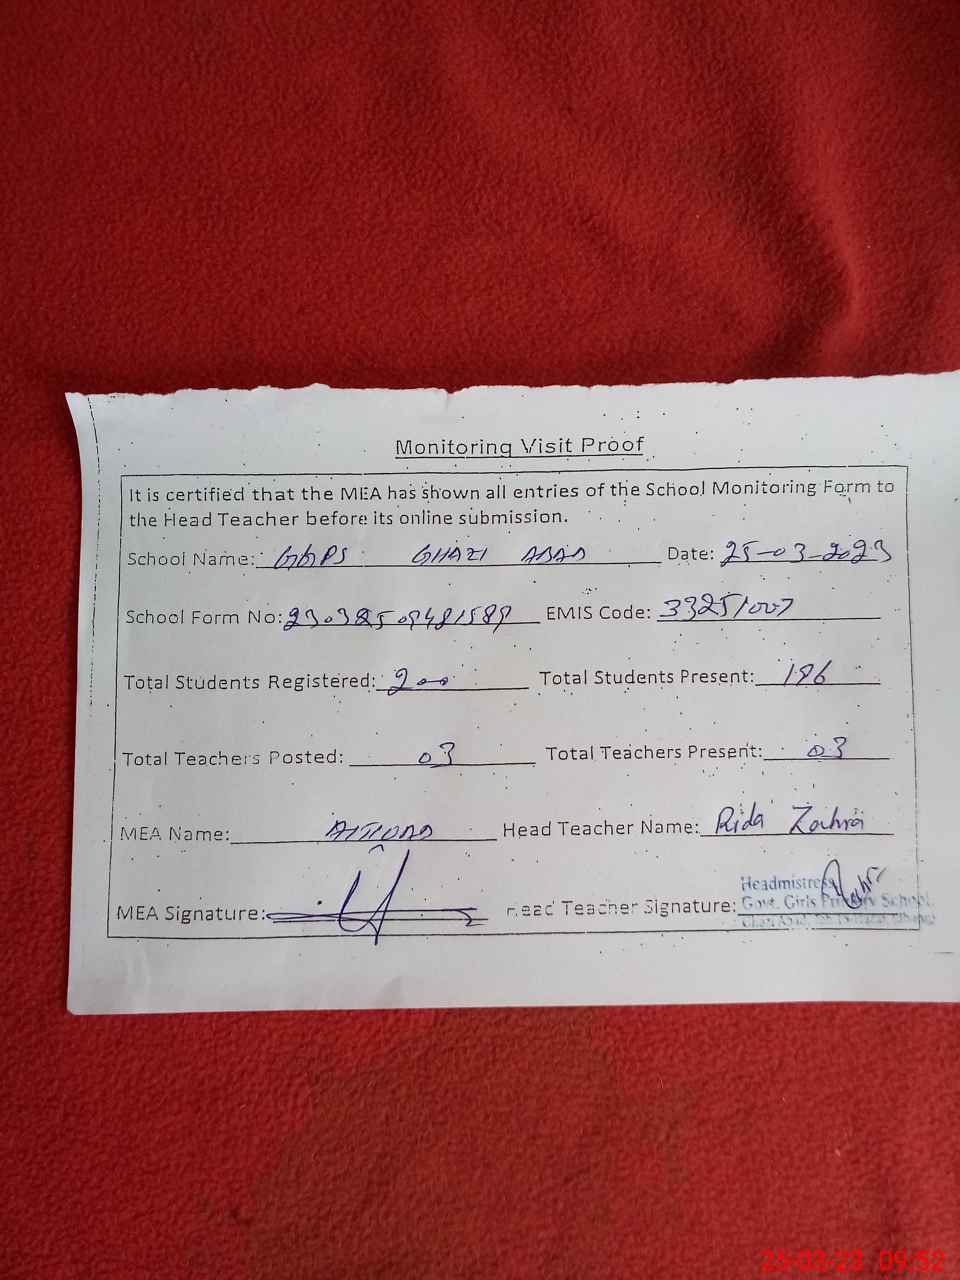 Monitoring Visit Proof
It is certified that the MEA has shown all entries of the School Monitoring Form to
the Head Teacher before its online submission.
School Name: GGPS GHAZI ABAD Date: 25-03-2023
School Form No: EMIS Code: 33251007
Total Students Registered: 200 Total Students Present: 196
Total Teachers Posted: 03 Total Teachers Present: 03
MEA Name: Head Teacher Name: Rida Zahra
Headmistress
MEA Signature: Head Teacher Signature: Govt. Girls Primary School
25-03-23 09:52